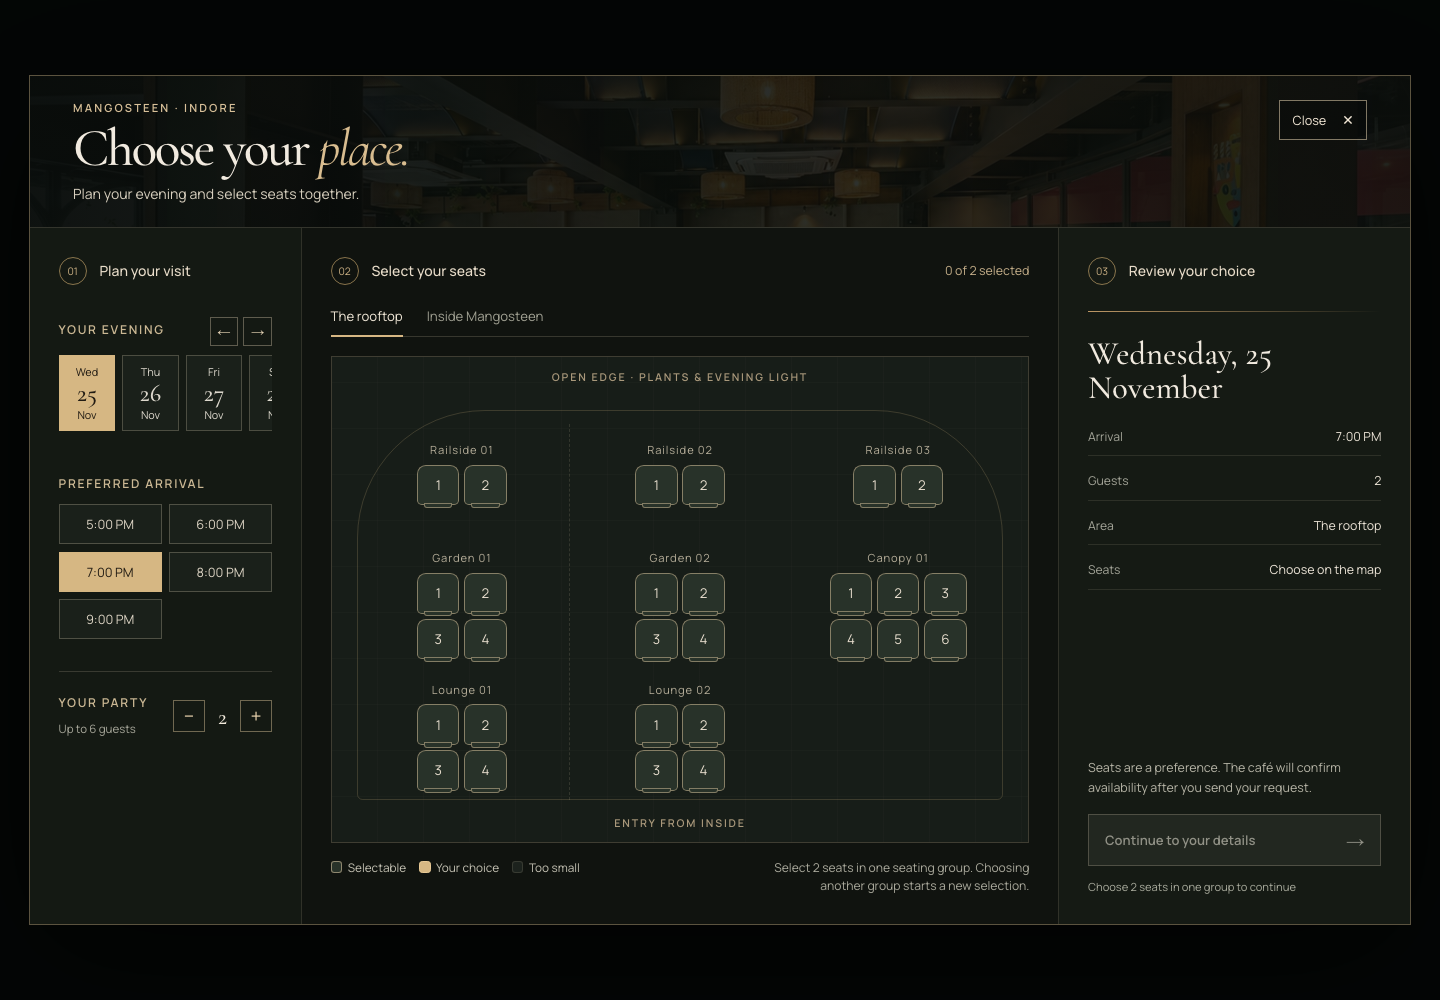 MANGOSTEEN · INDORE
Choose your place.
Plan your evening and select seats together.
Close ✕
01 Plan your visit
YOUR EVENING
← →
Wed Thu Fri
25 26 27
Nov Nov Nov
PREFERRED ARRIVAL
5:00 PM 6:00 PM
7:00 PM 8:00 PM
9:00 PM
YOUR PARTY
Up to 6 guests
− 2 +
02 Select your seats
0 of 2 selected
The rooftop Inside Mangosteen
OPEN EDGE · PLANTS & EVENING LIGHT
Railside 01 Railside 02 Railside 03
1 2 1 2 1 2
Garden 01 Garden 02 Canopy 01
1 2 1 2 1 2 3
3 4 3 4 4 5 6
Lounge 01 Lounge 02
1 2 1 2
3 4 3 4
ENTRY FROM INSIDE
Selectable Your choice Too small
Select 2 seats in one seating group. Choosing
another group starts a new selection.
03 Review your choice
Wednesday, 25
November
Arrival 7:00 PM
Guests 2
Area The rooftop
Seats Choose on the map
Seats are a preference. The café will confirm
availability after you send your request.
Continue to your details →
Choose 2 seats in one group to continue